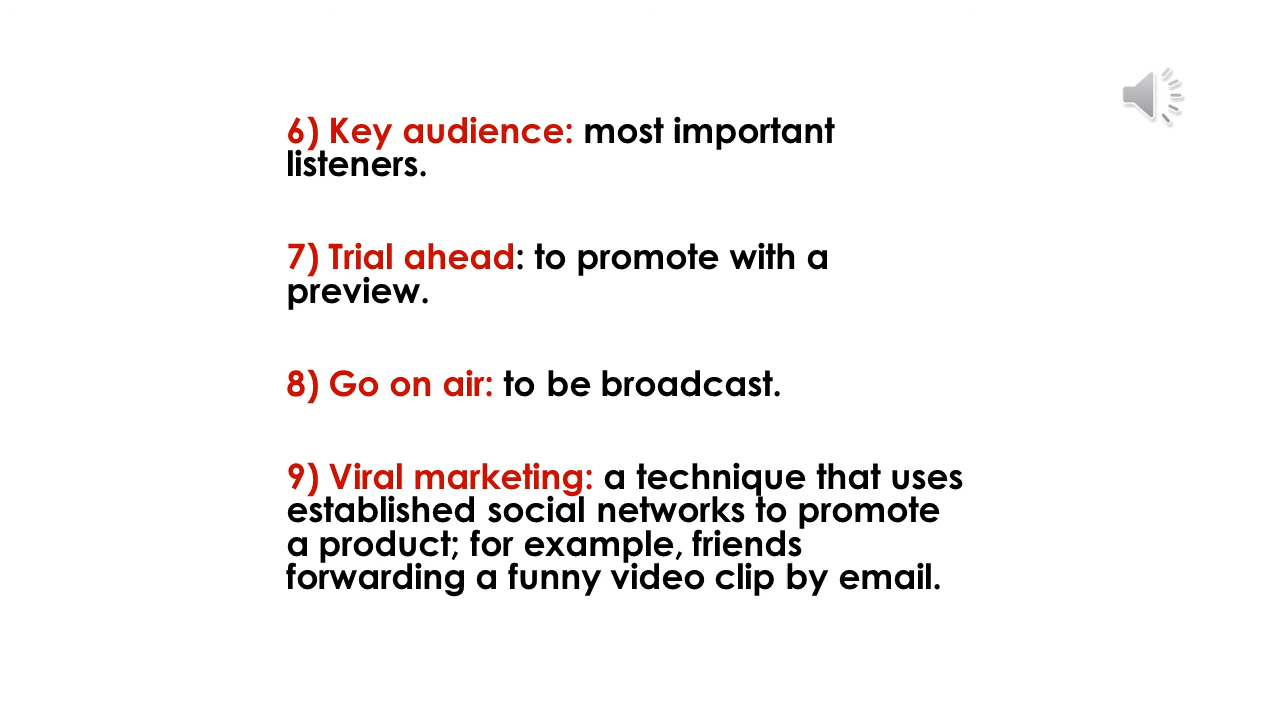 6) Key audience: most important
listeners.
7) Trial ahead: to promote with a
preview.
8) Go on air: to be broadcast.
9) Viral marketing: a technique that uses
established social networks to promote
a product; for example, friends
forwarding a funny video clip by email.